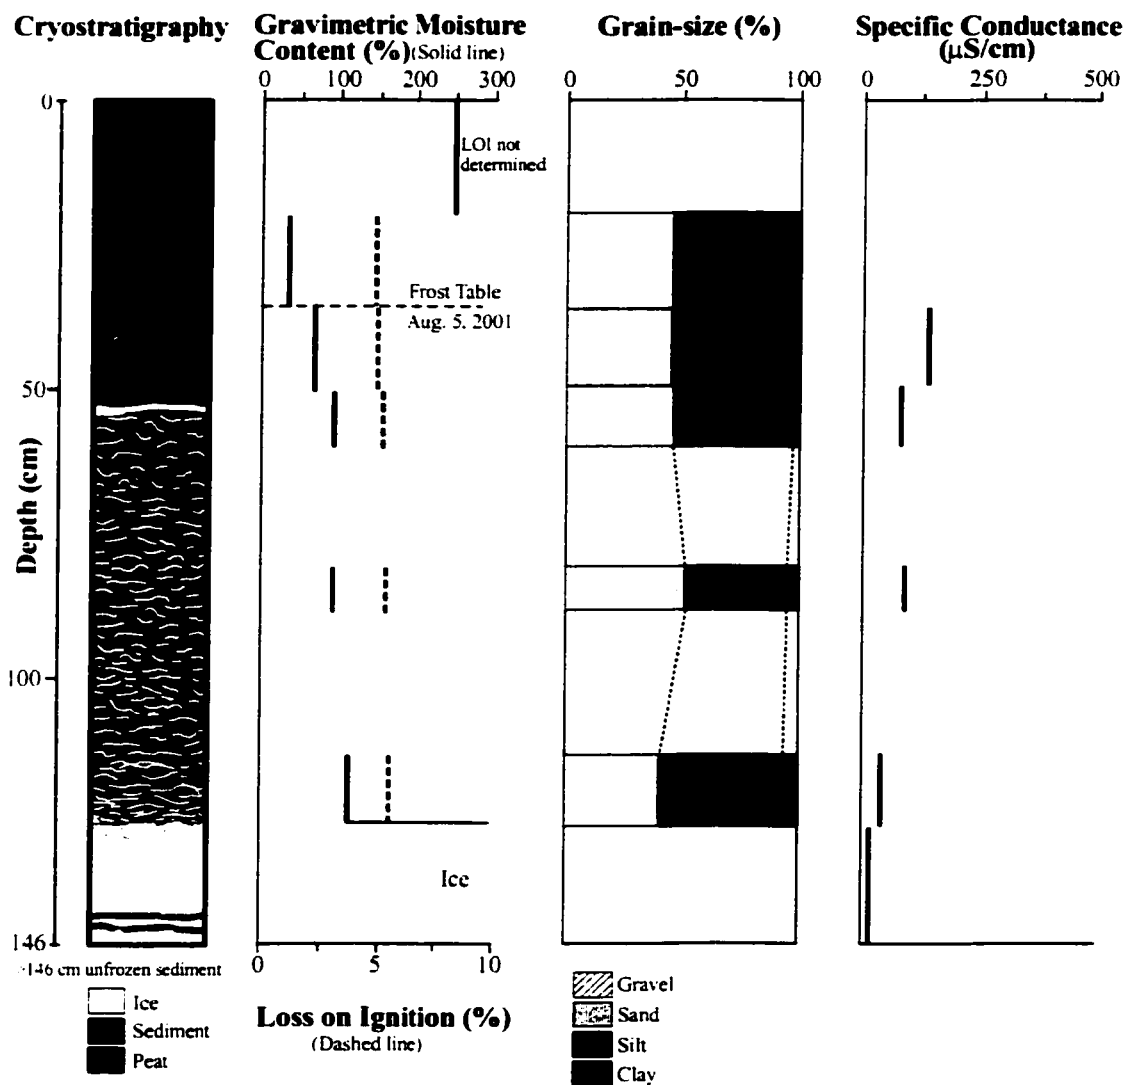 Cryostratigraphy
Gravimetric Moisture
Content (%) (Solid line)
Grain-size (%)
Specific Conductance
(μS/cm)
0 100 200 300
0 50 100
0 250 500
0
LOI not
determined
Frost Table
Aug. 5, 2001
50
Depth (cm)
100
Ice
146
0 5 10
>146 cm unfrozen sediment
Ice
Sediment
Peat
Loss on Ignition (%)
(Dashed line)
Gravel
Sand
Silt
Clay